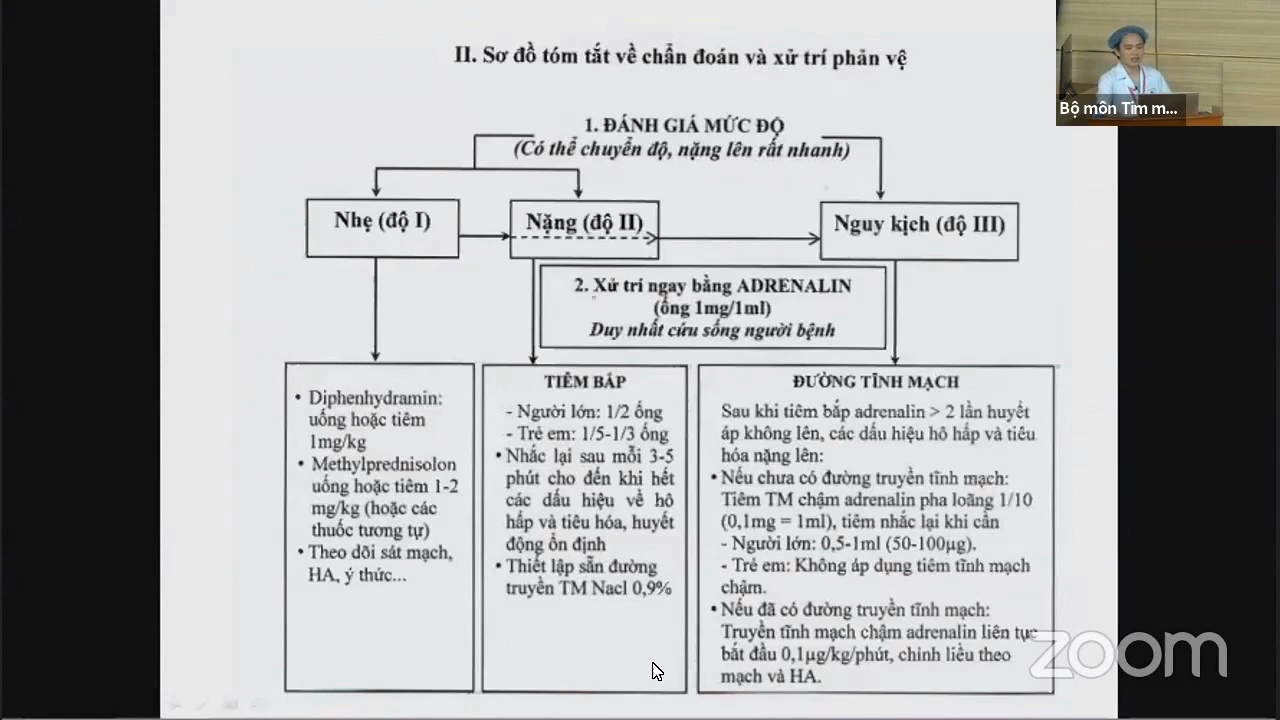 II. Sơ đồ tóm tắt về chẩn đoán và xử trí phản vệ
Bộ môn Tim m...
1. ĐÁNH GIÁ MỨC ĐỘ
(Có thể chuyển độ, nặng lên rất nhanh)
Nhẹ (độ I)
Nặng (độ II)
Nguy kịch (độ III)
2. Xử trí ngay bằng ADRENALIN
(ống 1mg/1ml)
Duy nhất cứu sống người bệnh
• Diphenhydramin:
uống hoặc tiêm
1mg/kg
• Methylprednisolon
uống hoặc tiêm 1-2
mg/kg (hoặc các
thuốc tương tự)
• Theo dõi sát mạch,
HA, ý thức...
TIÊM BẮP
- Người lớn: 1/2 ống
- Trẻ em: 1/5-1/3 ống
• Nhắc lại sau mỗi 3-5
phút cho đến khi hết
các dấu hiệu về hô
hấp và tiêu hóa, huyết
động ổn định
• Thiết lập sẵn đường
truyền TM Nacl 0,9%
ĐƯỜNG TĨNH MẠCH
Sau khi tiêm bắp adrenalin > 2 lần huyết
áp không lên, các dấu hiệu hô hấp và tiêu
hóa nặng lên:
• Nếu chưa có đường truyền tĩnh mạch:
Tiêm TM chậm adrenalin pha loãng 1/10
(0,1mg = 1ml), tiêm nhắc lại khi cần
- Người lớn: 0,5-1ml (50-100µg).
- Trẻ em: Không áp dụng tiêm tĩnh mạch
chậm.
• Nếu đã có đường truyền tĩnh mạch:
Truyền tĩnh mạch chậm adrenalin liên tục
bắt đầu 0,1µg/kg/phút, chỉnh liều theo
mạch và HA.
zoom